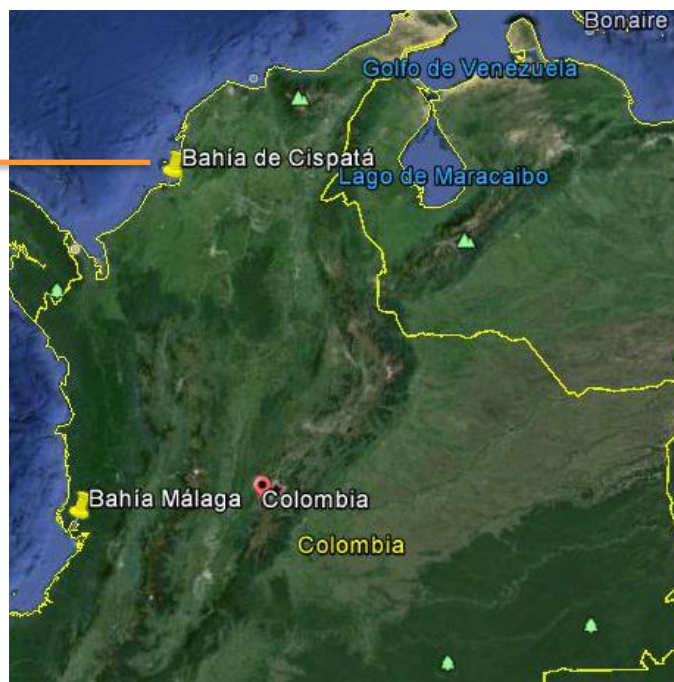 Bonaire
Golfo de Venezuela
Bahía de Cispatá
Lago de Maracaibo
Bahía Málaga
Colombia
Colombia